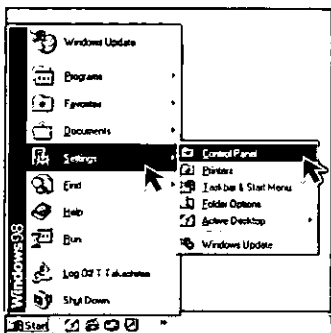 Windows Update
Programs
Favorites
Documents
Settings
Find
Help
Run
Log Off T Takashima
Shut Down
Windows98
Start
Control Panel
Printers
Taskbar & Start Menu
Folder Options
Active Desktop
Windows Update